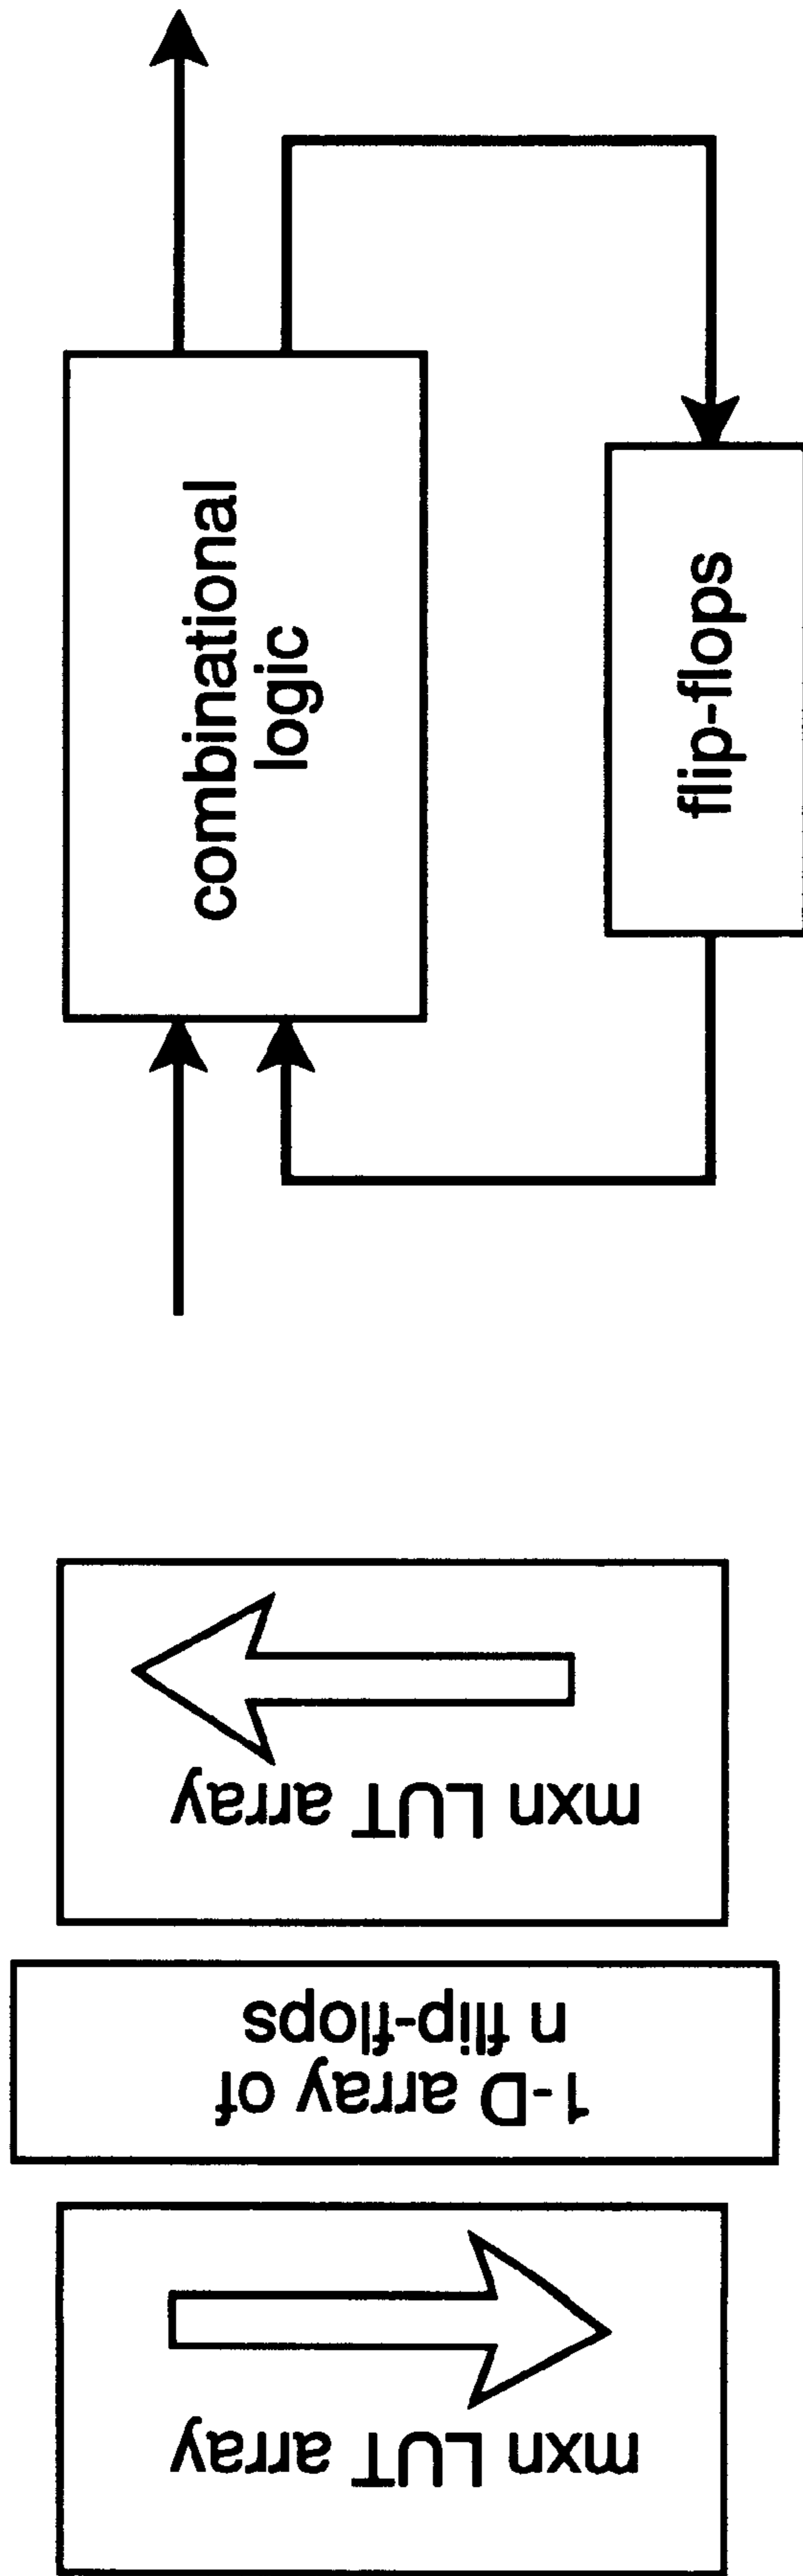 combinational
logic
flip-flops
mxn LUT array
1-D array of
n flip-flops
mxn LUT array